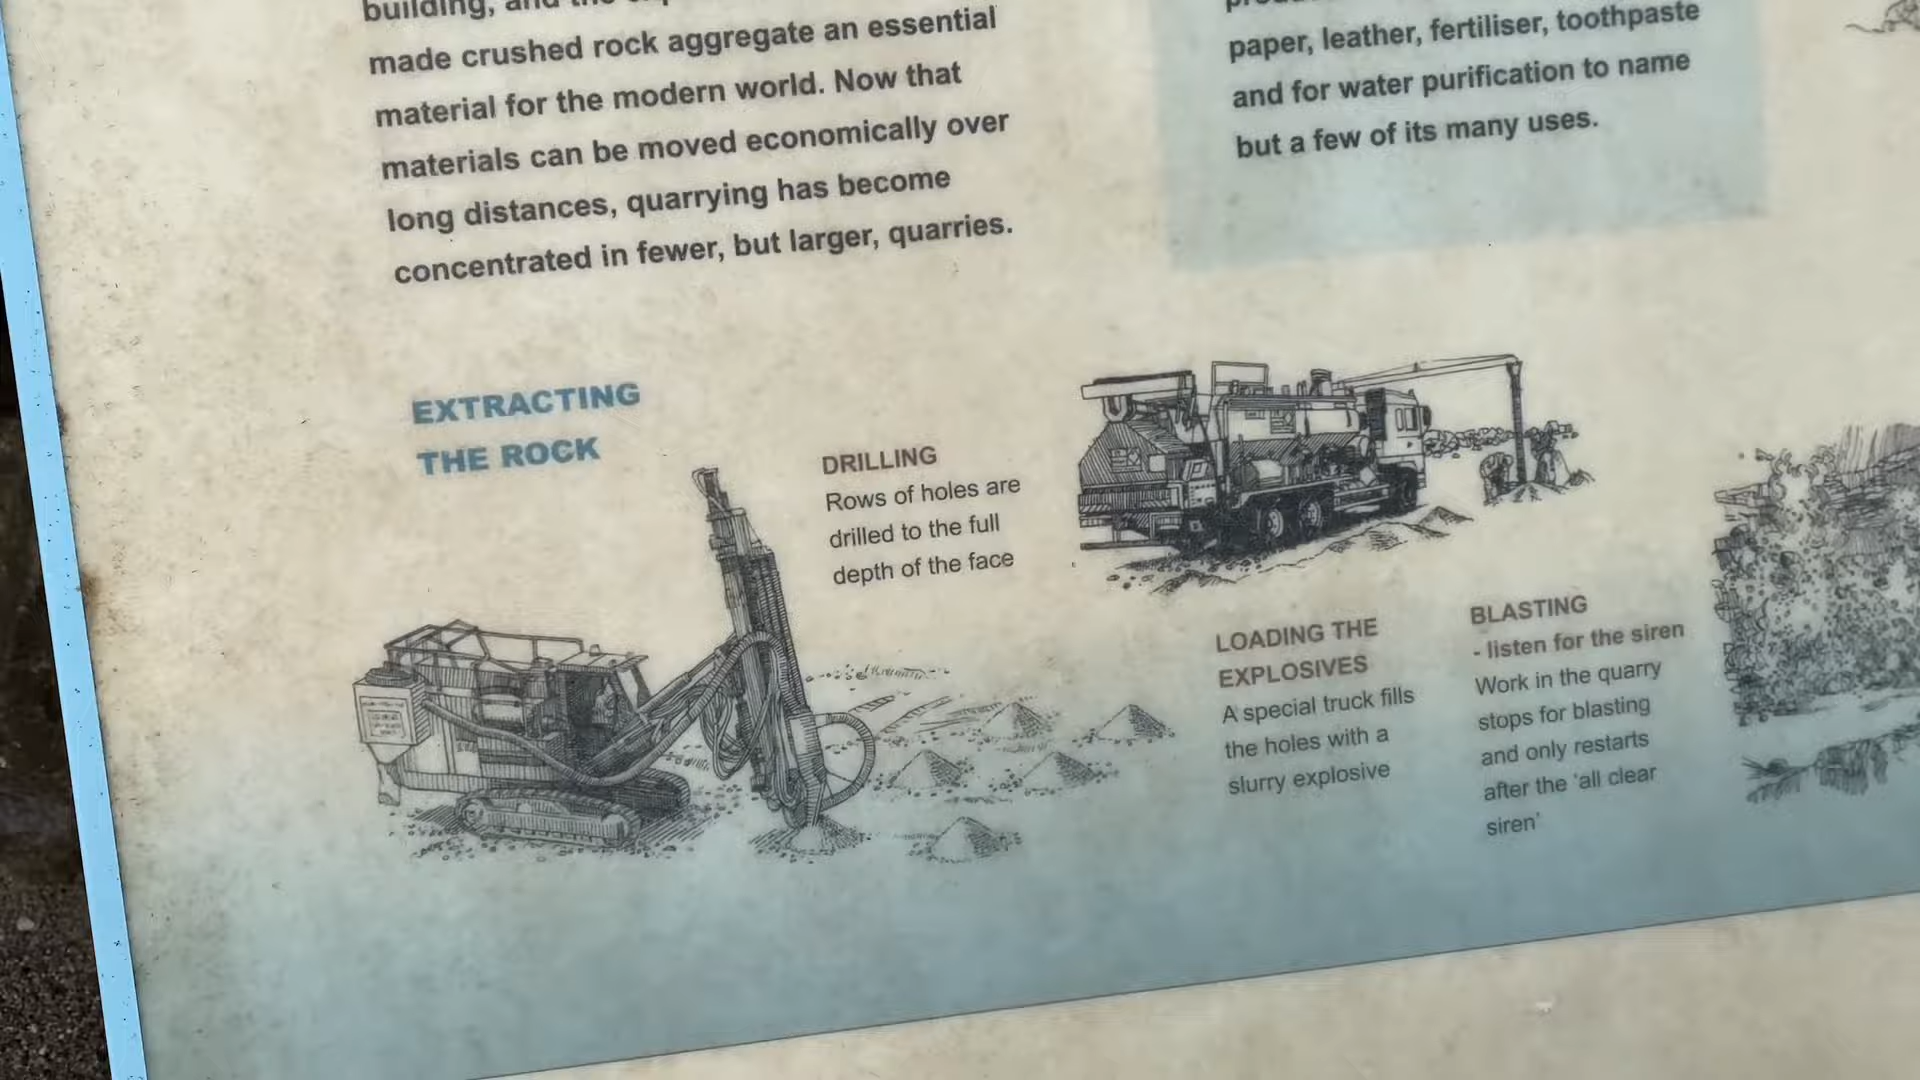 building, and the
made crushed rock aggregate an essential
material for the modern world. Now that
materials can be moved economically over
long distances, quarrying has become
concentrated in fewer, but larger, quarries.
paper, leather, fertiliser, toothpaste
and for water purification to name
but a few of its many uses.
EXTRACTING
THE ROCK
DRILLING
Rows of holes are
drilled to the full
depth of the face
LOADING THE
EXPLOSIVES
A special truck fills
the holes with a
slurry explosive
BLASTING
- listen for the siren
Work in the quarry
stops for blasting
and only restarts
after the 'all clear
siren'